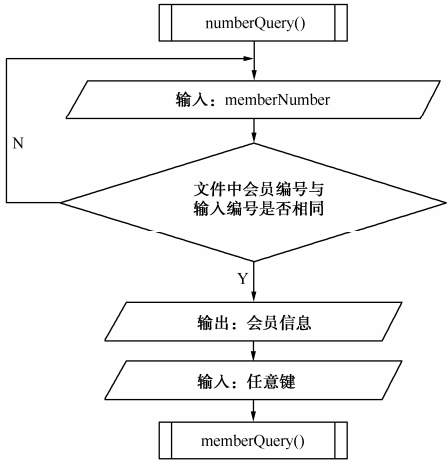 numberQuery()
输入：memberNumber
N
文件中会员编号与
输入编号是否相同
Y
输出：会员信息
输入：任意键
memberQuery()